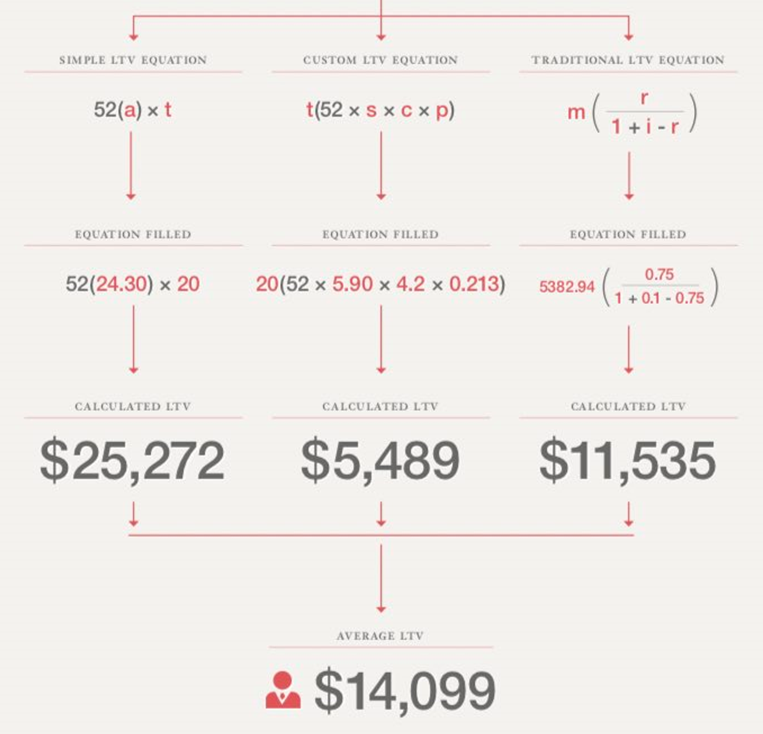 SIMPLE LTV EQUATION
52(a) × t
EQUATION FILLED
52(24.30) × 20
CALCULATED LTV
$25,272
CUSTOM LTV EQUATION
t(52 × s × c × p)
EQUATION FILLED
20(52 × 5.90 × 4.2 × 0.213)
CALCULATED LTV
$5,489
TRADITIONAL LTV EQUATION
m ( r
1 + i - r )
EQUATION FILLED
5382.94 ( 0.75
1 + 0.1 - 0.75 )
CALCULATED LTV
$11,535
AVERAGE LTV
$14,099